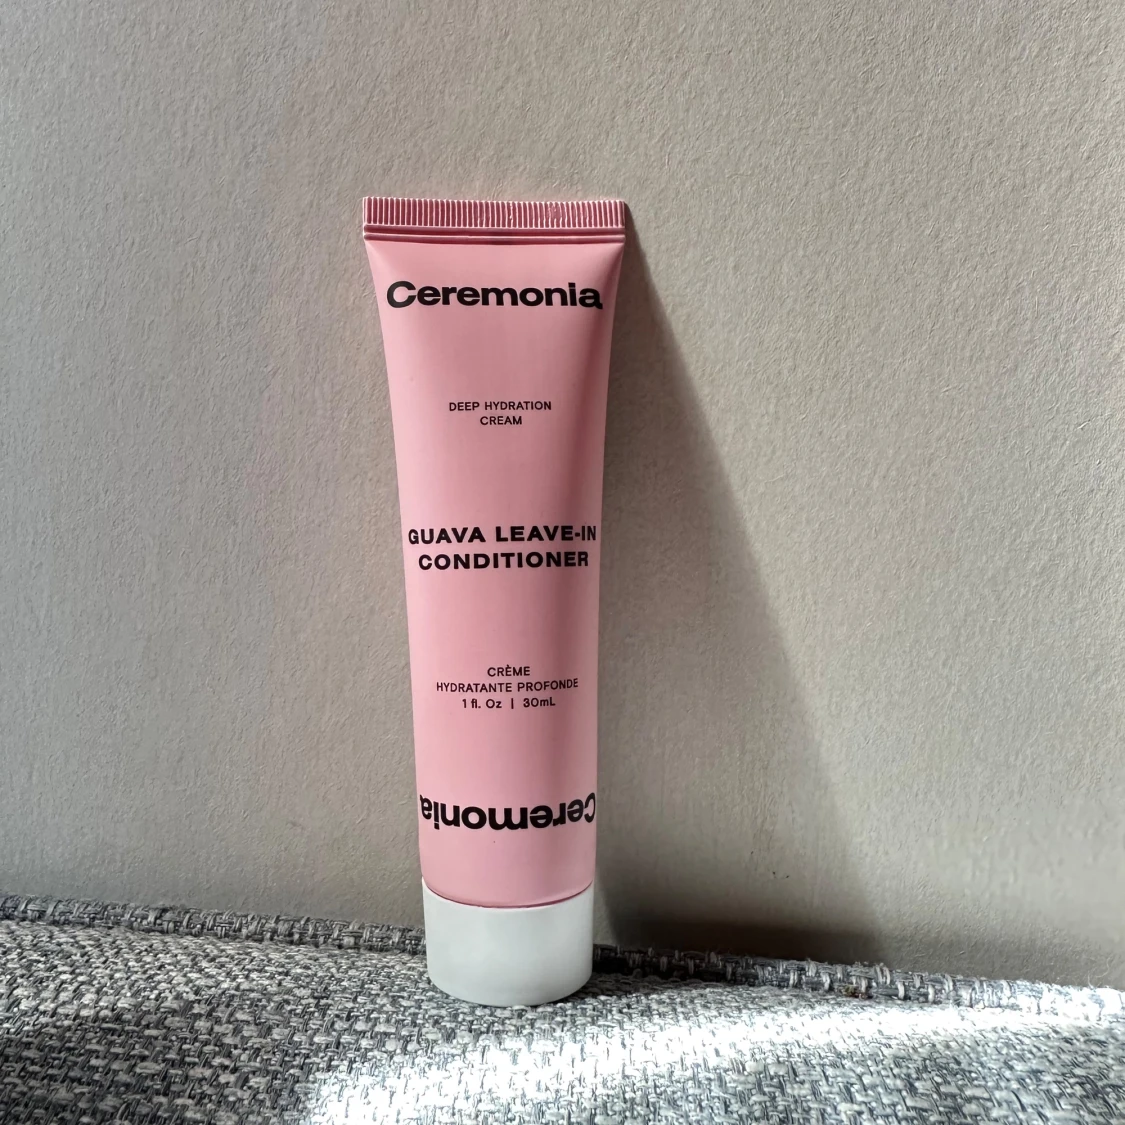 Ceremonia
DEEP HYDRATION
CREAM
GUAVA LEAVE-IN
CONDITIONER
CRÈME
HYDRATANTE PROFONDE
1 fl. Oz | 30mL
Ceremonia